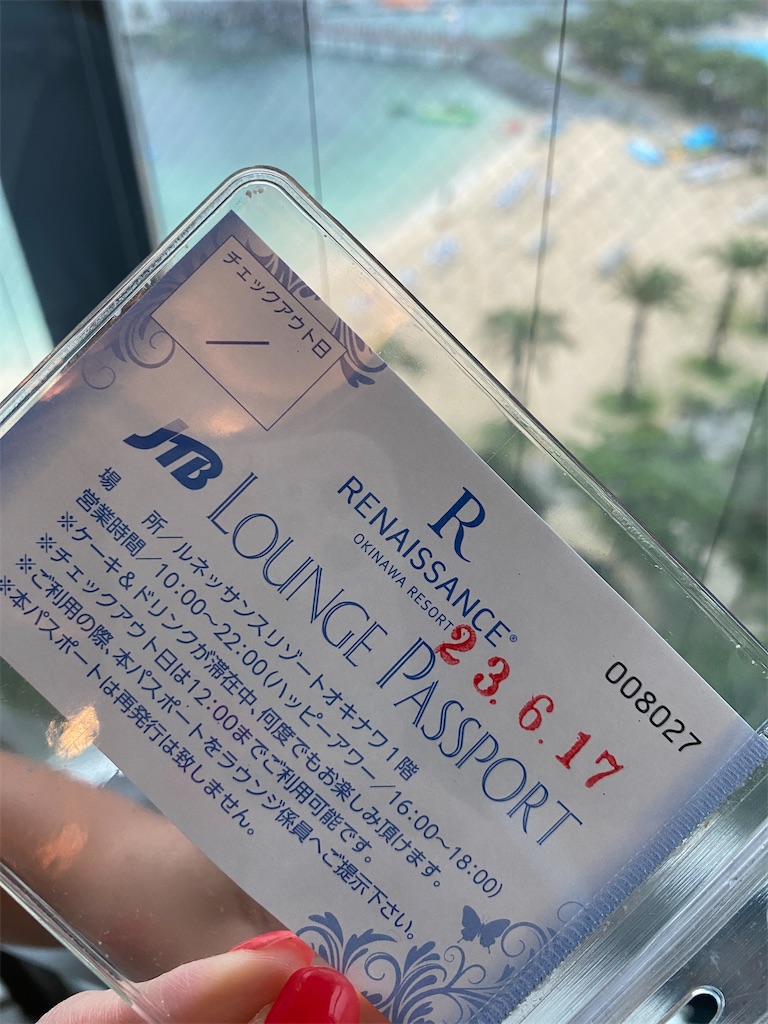 チェックアウト日
/
JTB
R
RENAISSANCE®
OKINAWA RESORT
LOUNGE PASSPORT
23.6.17
008027
場　所／ルネッサンスリゾートオキナワ1階
営業時間／10:00～22:00(ハッピーアワー／16:00～18:00)
※ケーキ&ドリンクが滞在中、何度でもお楽しみ頂けます。
※チェックアウト日は12:00までご利用可能です。
※ご利用の際、本パスポートをラウンジ係員へご提示下さい。
※本パスポートは再発行は致しません。